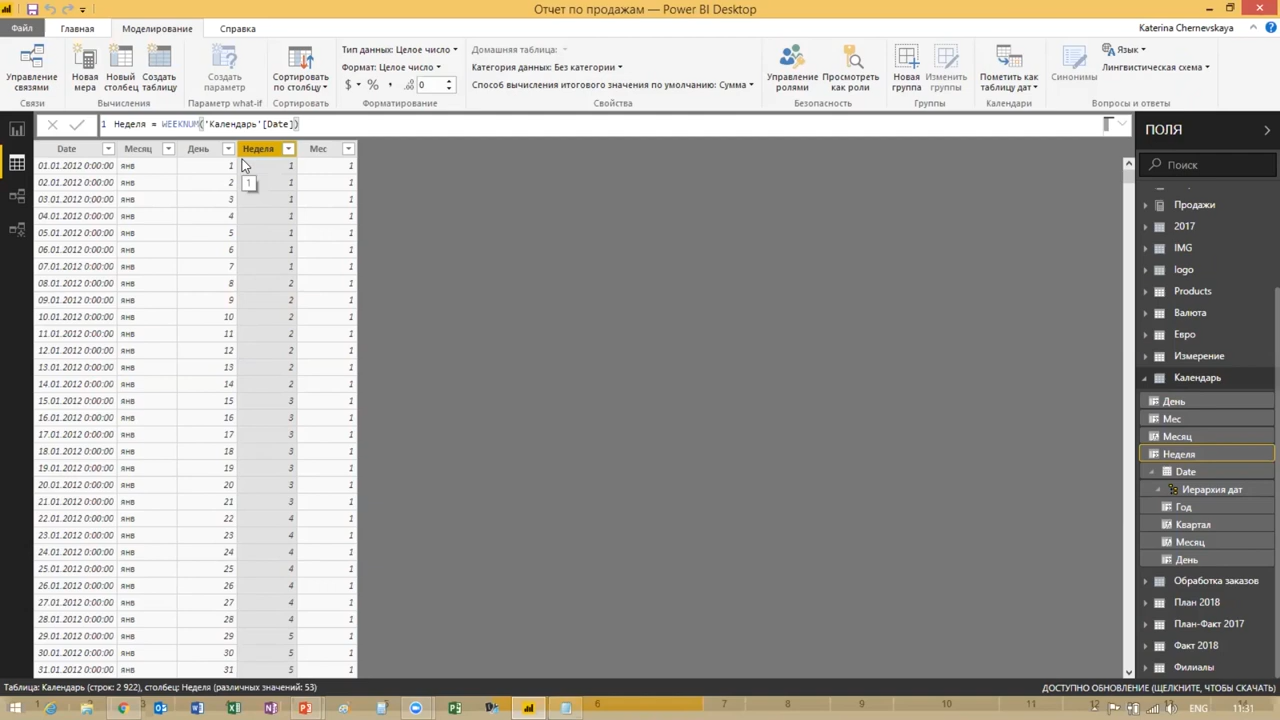 Отчет по продажам — Power BI Desktop
Файл
Главная
Моделирование
Справка
Katerina Chernevskaya
Управление связями
Связи
Новая мера
Новый столбец
Создать таблицу
Вычисления
Создать параметр
Параметр what-if
Сортировать по столбцу
Сортировать
Тип данных: Целое число
Формат: Целое число
$ % , 0
Форматирование
Домашняя таблица:
Категория данных: Без категории
Способы вычисления итогового значения по умолчанию: Сумма
Свойства
Управление ролями
Просмотреть как роли
Безопасность
Новая группа
Изменить группы
Группы
Пометить как таблицу дат
Календари
Синонимы
Язык
Лингвистическая схема
Вопросы и ответы
1 Неделя = WEEKNUM('Календарь'[Date])
Date Месяц День Неделя Мес
01.01.2012 0:00:00 янв 1 1 1
02.01.2012 0:00:00 янв 2 1 1
03.01.2012 0:00:00 янв 3 1 1
04.01.2012 0:00:00 янв 4 1 1
05.01.2012 0:00:00 янв 5 1 1
06.01.2012 0:00:00 янв 6 1 1
07.01.2012 0:00:00 янв 7 1 1
08.01.2012 0:00:00 янв 8 2 1
09.01.2012 0:00:00 янв 9 2 1
10.01.2012 0:00:00 янв 10 2 1
11.01.2012 0:00:00 янв 11 2 1
12.01.2012 0:00:00 янв 12 2 1
13.01.2012 0:00:00 янв 13 2 1
14.01.2012 0:00:00 янв 14 2 1
15.01.2012 0:00:00 янв 15 3 1
16.01.2012 0:00:00 янв 16 3 1
17.01.2012 0:00:00 янв 17 3 1
18.01.2012 0:00:00 янв 18 3 1
19.01.2012 0:00:00 янв 19 3 1
20.01.2012 0:00:00 янв 20 3 1
21.01.2012 0:00:00 янв 21 3 1
22.01.2012 0:00:00 янв 22 4 1
23.01.2012 0:00:00 янв 23 4 1
24.01.2012 0:00:00 янв 24 4 1
25.01.2012 0:00:00 янв 25 4 1
26.01.2012 0:00:00 янв 26 4 1
27.01.2012 0:00:00 янв 27 4 1
28.01.2012 0:00:00 янв 28 4 1
29.01.2012 0:00:00 янв 29 5 1
30.01.2012 0:00:00 янв 30 5 1
31.01.2012 0:00:00 янв 31 5 1
1
ПОЛЯ
Поиск
Продажи
2017
IMG
logo
Products
Валюта
Евро
Измерение
Календарь
День
Мес
Месяц
Неделя
Date
Иерархия дат
Год
Квартал
Месяц
День
Обработка заказов
План 2018
План-Факт 2017
Факт 2018
Филиалы
Таблица: Календарь (строк: 2 922), столбец: Неделя (различных значений: 53)
ДОСТУПНО ОБНОВЛЕНИЕ (ЩЕЛКНИТЕ, ЧТОБЫ СКАЧАТЬ)
ENG
11:31